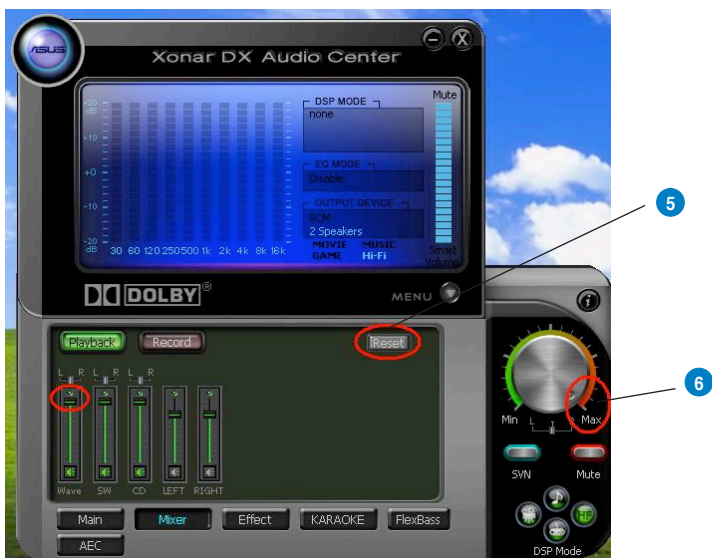 ASUS
Xonar DX Audio Center
+20
dB
+10
+0
-10
-20
dB
30 60 120 250 500 1k 2k 4k 8k 16k
DSP MODE
none
EQ MODE
Disable
OUTPUT DEVICE
PCM
2 Speakers
MOVIE MUSIC
GAME Hi-Fi
Mute
Smart
Volume
DOLBY®
MENU
5
Playback
Record
Reset
L R L R L R
Wave SW CD LEFT RIGHT
Main Mixer Effect KARAOKE FlexBass
AEC
i
6
Min L R Max
SVN Mute
HF
DSP Mode